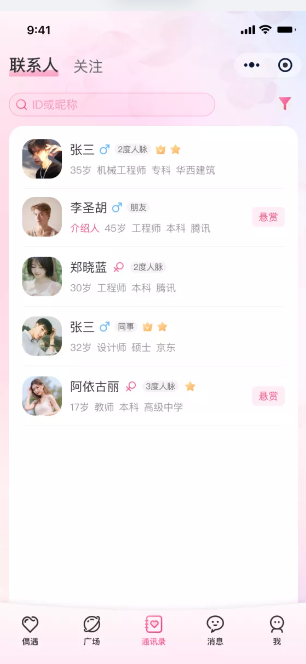 9:41
联系人 关注
ID或昵称
张三 2度人脉
35岁 机械工程师 专科 华西建筑
李圣胡 朋友
介绍人 45岁 工程师 本科 腾讯
悬赏
郑晓蓝 2度人脉
30岁 工程师 本科 腾讯
张三 同事
32岁 设计师 硕士 京东
阿依古丽 3度人脉
17岁 教师 本科 高级中学
悬赏
偶遇 广场 通讯录 消息 我